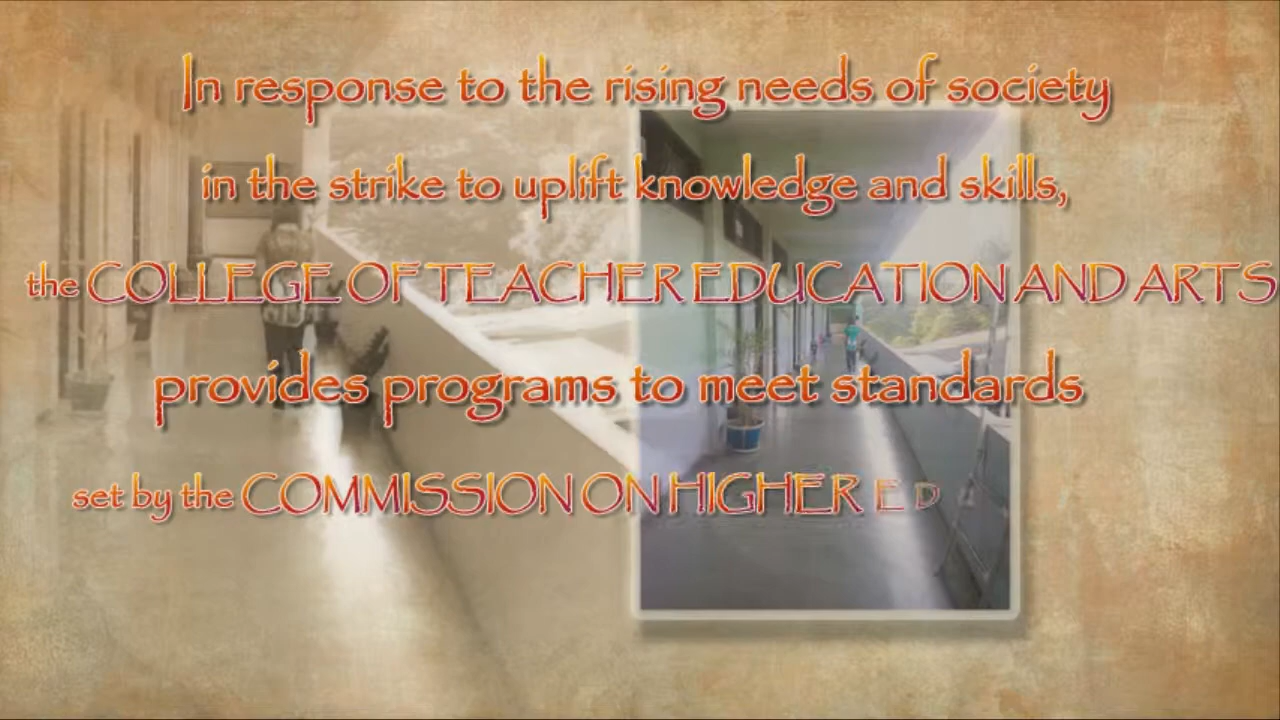 In response to the rising needs of society
in the strike to uplift knowledge and skills,
the COLLEGE OF TEACHER EDUCATION AND ARTS
provides programs to meet standards
set by the COMMISSION ON HIGHER E D